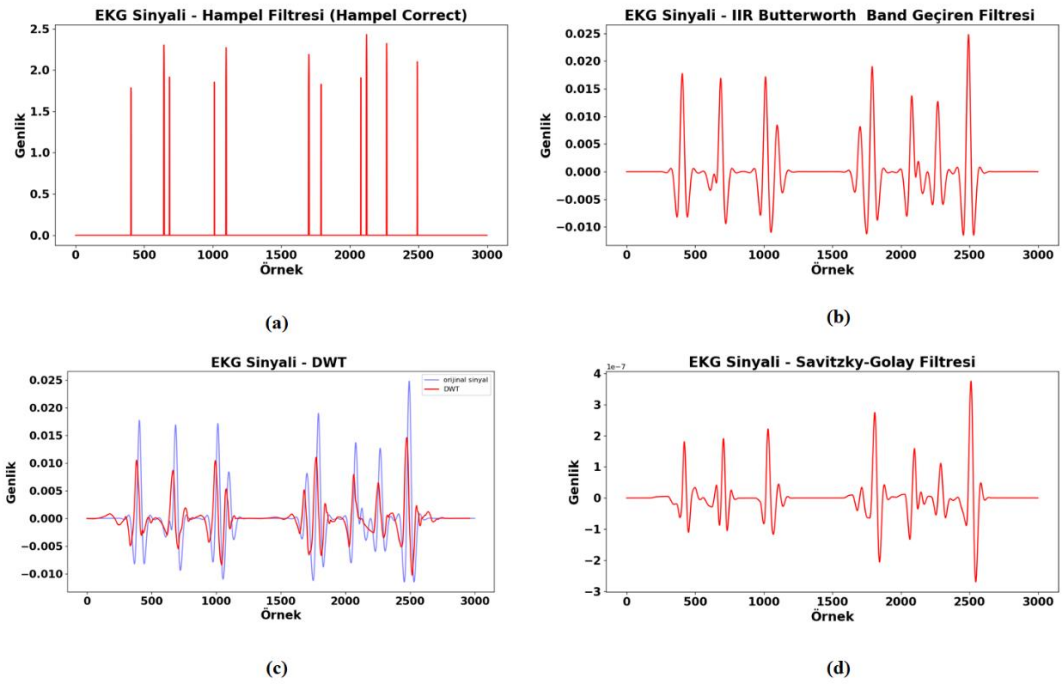 EKG Sinyali - Hampel Filtresi (Hampel Correct)
2.5
2.0
1.5
1.0
0.5
0.0
Genlik
0 500 1000 1500 2000 2500 3000
Örnek
(a)
EKG Sinyali - IIR Butterworth  Band Geçiren Filtresi
0.025
0.020
0.015
0.010
0.005
0.000
−0.005
−0.010
Genlik
0 500 1000 1500 2000 2500 3000
Örnek
(b)
EKG Sinyali - DWT
orijinal sinyal
DWT
0.025
0.020
0.015
0.010
0.005
0.000
−0.005
−0.010
Genlik
0 500 1000 1500 2000 2500 3000
Örnek
(c)
EKG Sinyali - Savitzky-Golay Filtresi
1e−7
4
3
2
1
0
−1
−2
−3
Genlik
0 500 1000 1500 2000 2500 3000
Örnek
(d)